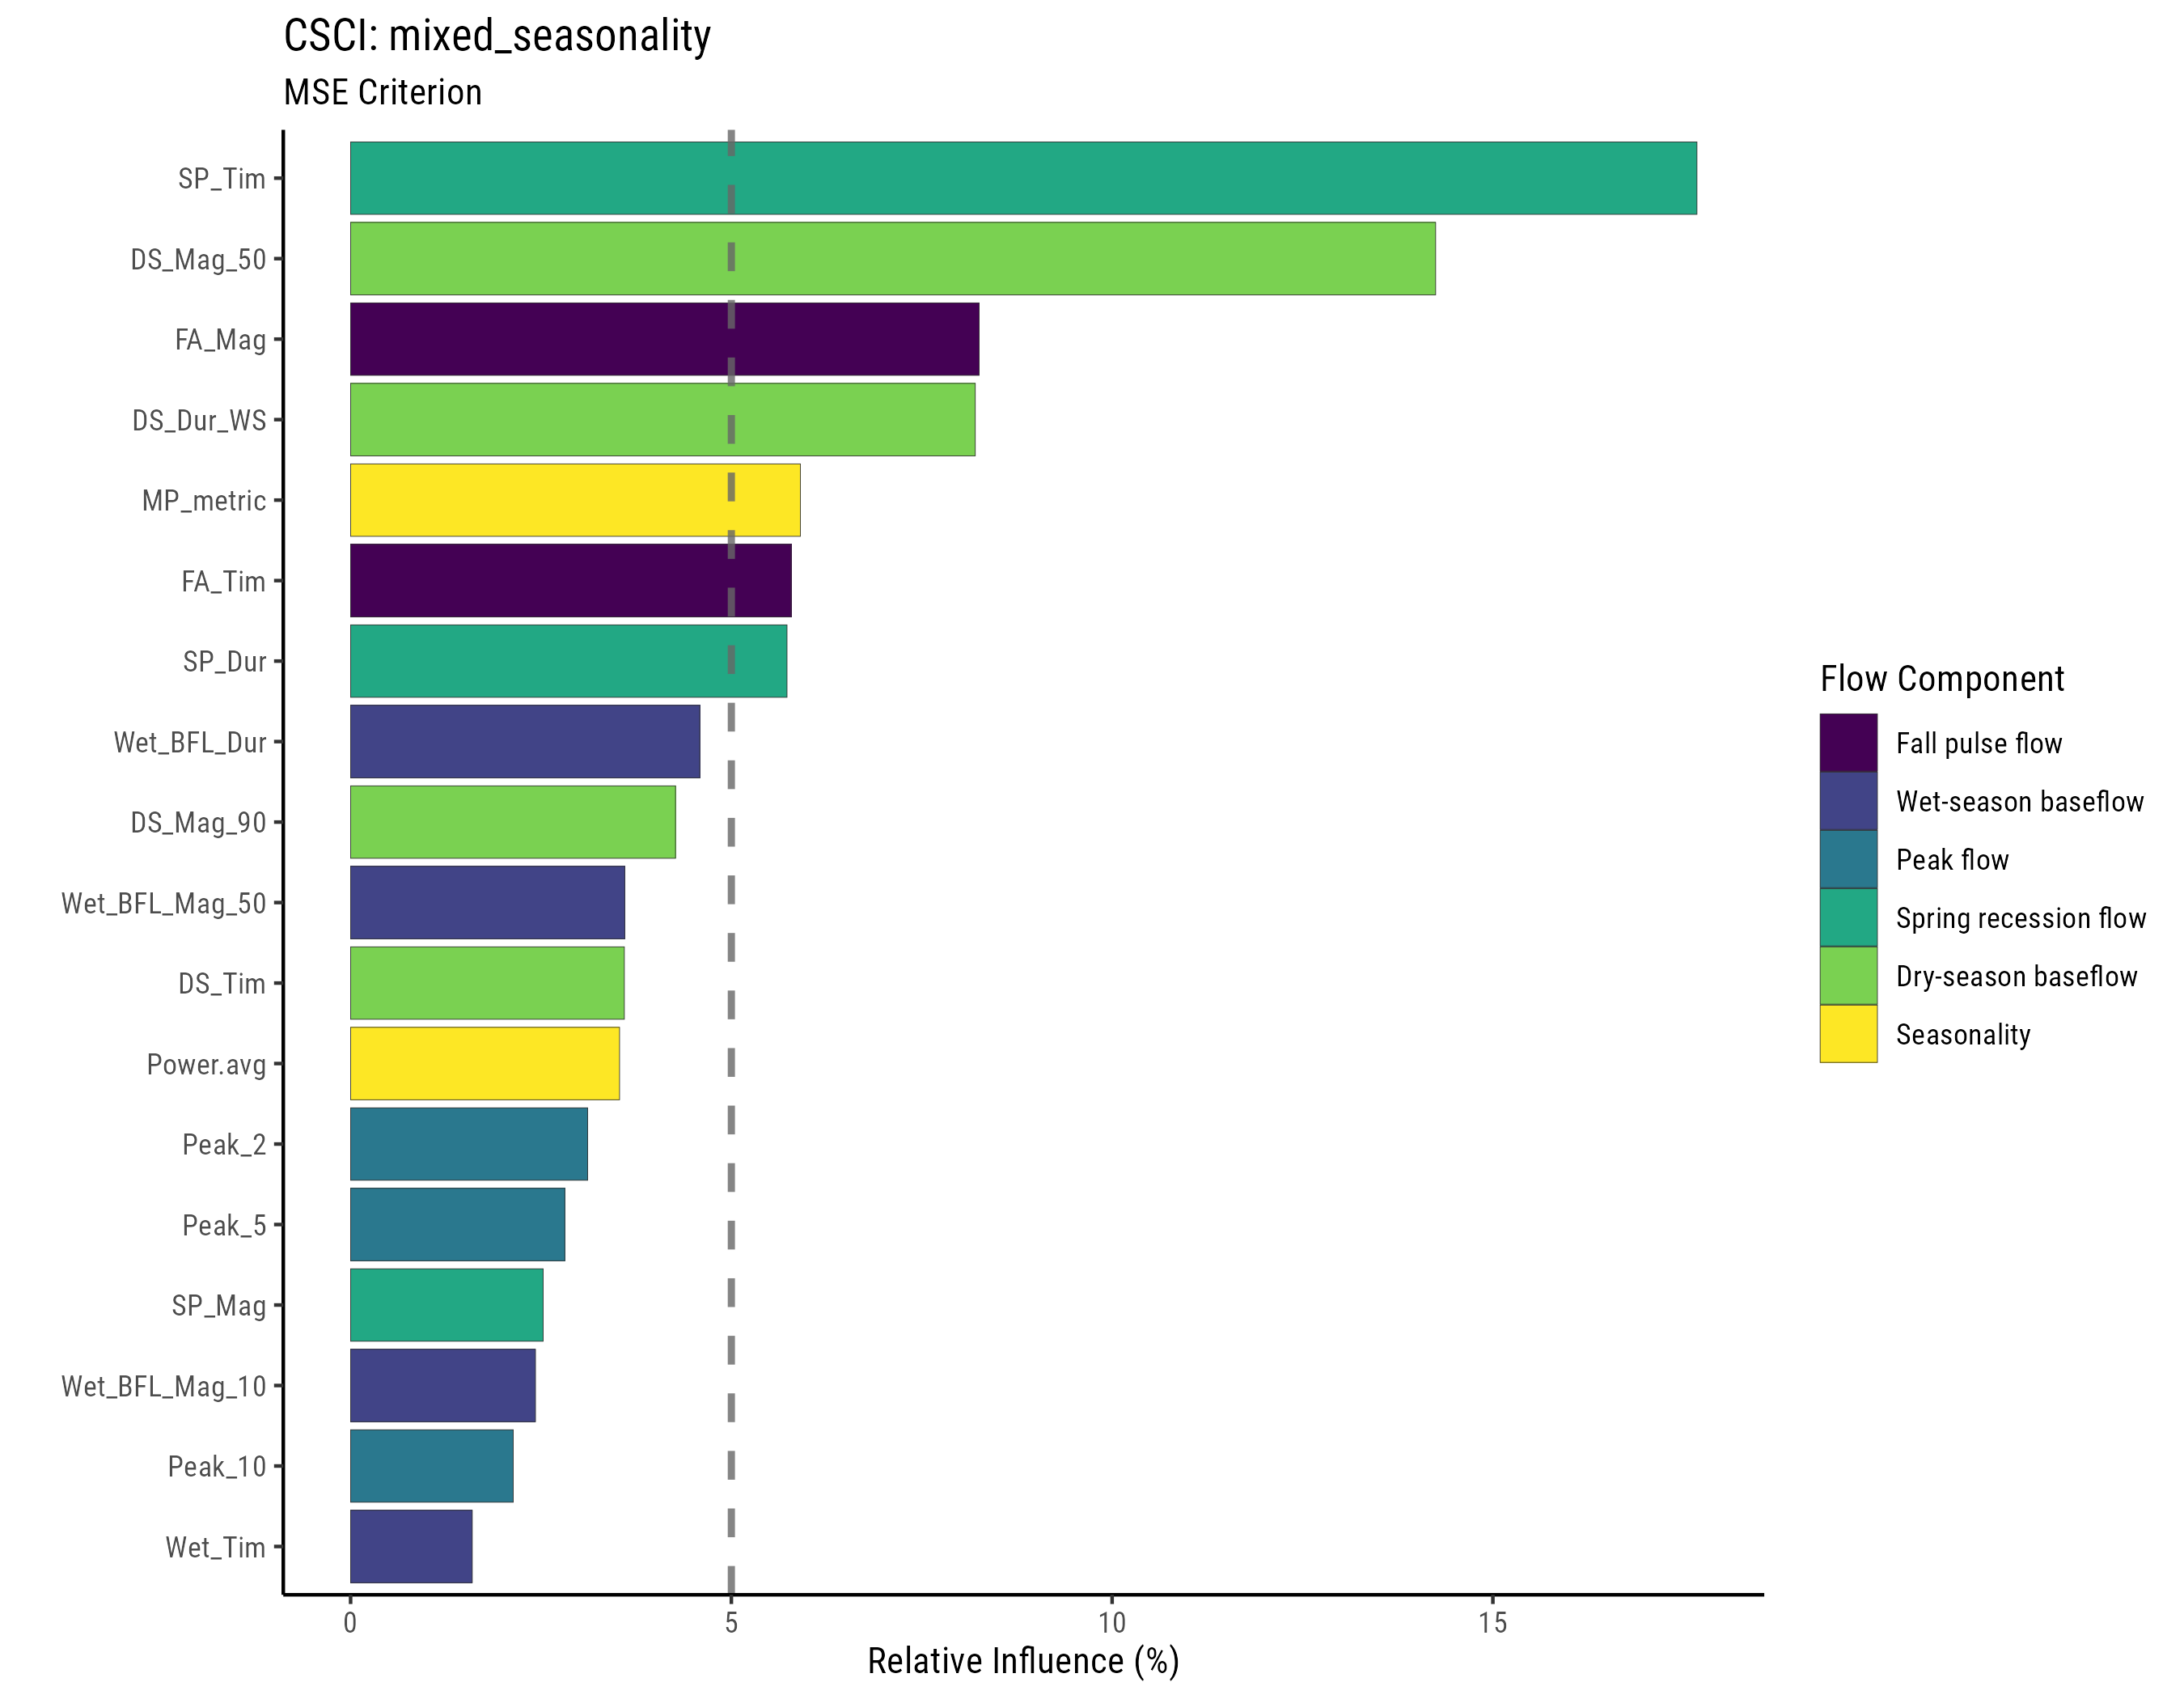 CSCI: mixed_seasonality
MSE Criterion
SP_Tim
DS_Mag_50
FA_Mag
DS_Dur_WS
MP_metric
FA_Tim
SP_Dur
Wet_BFL_Dur
DS_Mag_90
Wet_BFL_Mag_50
DS_Tim
Power.avg
Peak_2
Peak_5
SP_Mag
Wet_BFL_Mag_10
Peak_10
Wet_Tim
0 5 10 15
Relative Influence (%)
Flow Component
Fall pulse flow
Wet-season baseflow
Peak flow
Spring recession flow
Dry-season baseflow
Seasonality